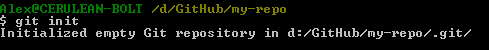 Alex@CERULEAN-BOLT /d/GitHub/my-repo
$ git init
Initialized empty Git repository in d:/GitHub/my-repo/.git/